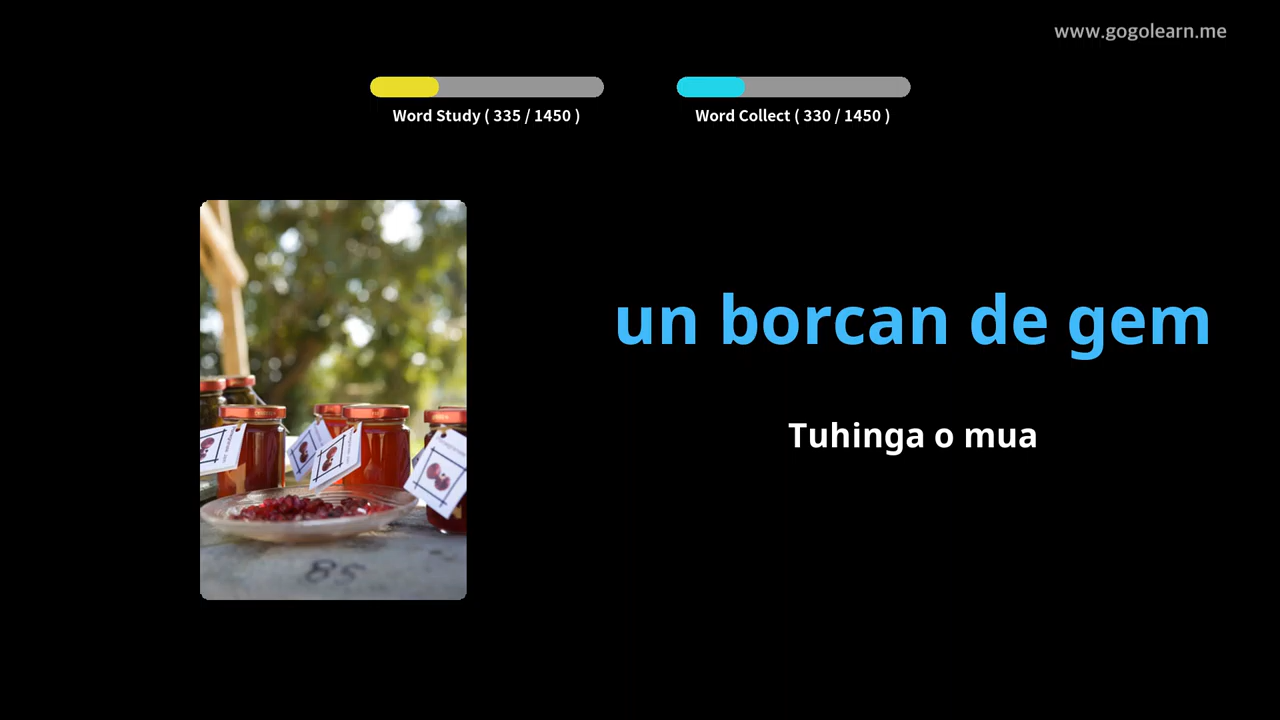 www.gogolearn.me
Word Study ( 335 / 1450 )
Word Collect ( 330 / 1450 )
un borcan de gem
Tuhinga o mua
85